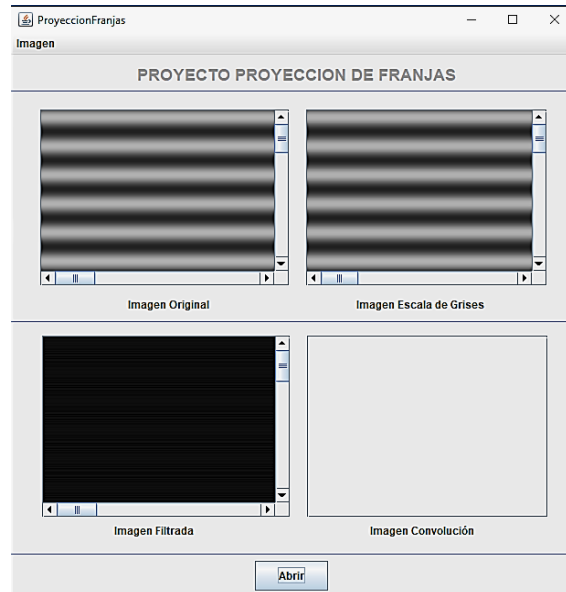 ProyeccionFranjas
Imagen
PROYECTO PROYECCION DE FRANJAS
Imagen Original
Imagen Escala de Grises
Imagen Filtrada
Imagen Convolución
Abrir